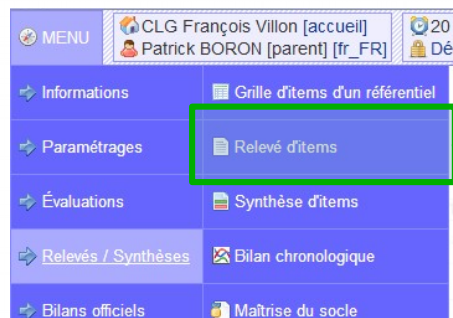 MENU
CLG François Villon [accueil]
Patrick BORON [parent] [fr_FR]
20
Dé
Informations
Grille d'items d'un référentiel
Paramétrages
Relevé d'items
Évaluations
Synthèse d'items
Relevés / Synthèses
Bilan chronologique
Bilans officiels
Maîtrise du socle